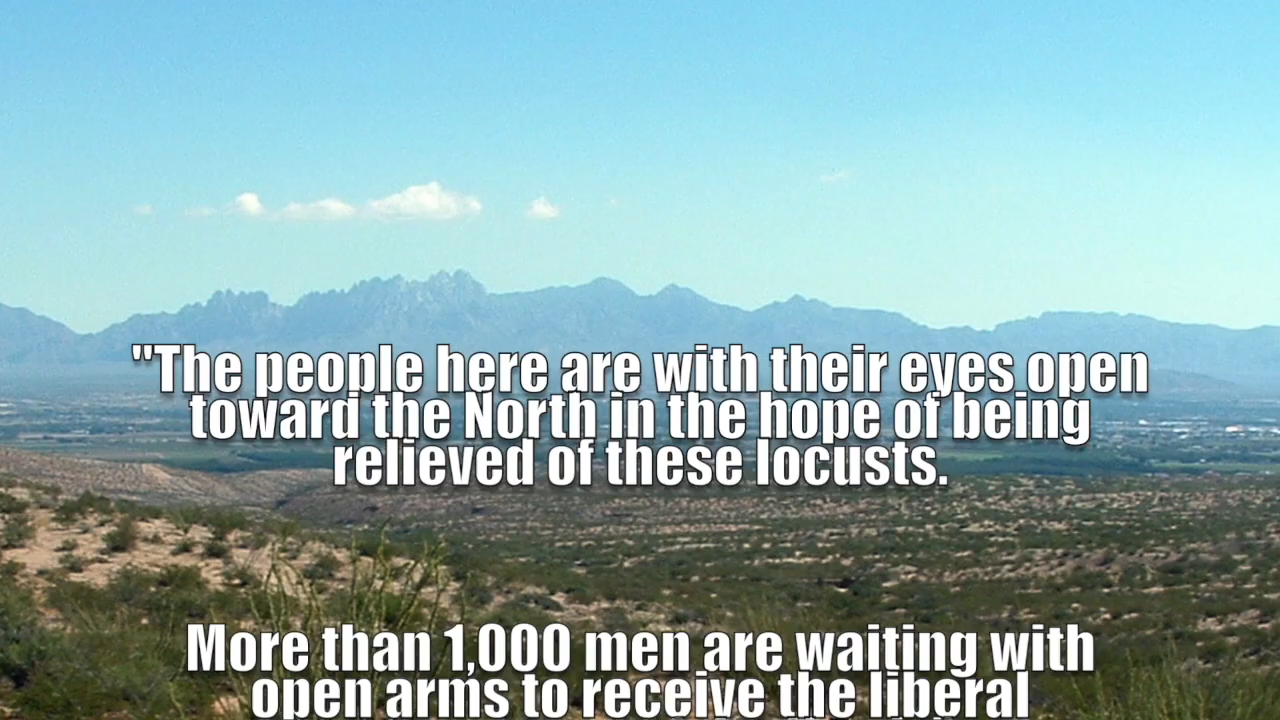 "The people here are with their eyes open
toward the North in the hope of being
relieved of these locusts.
More than 1,000 men are waiting with
open arms to receive the liberal